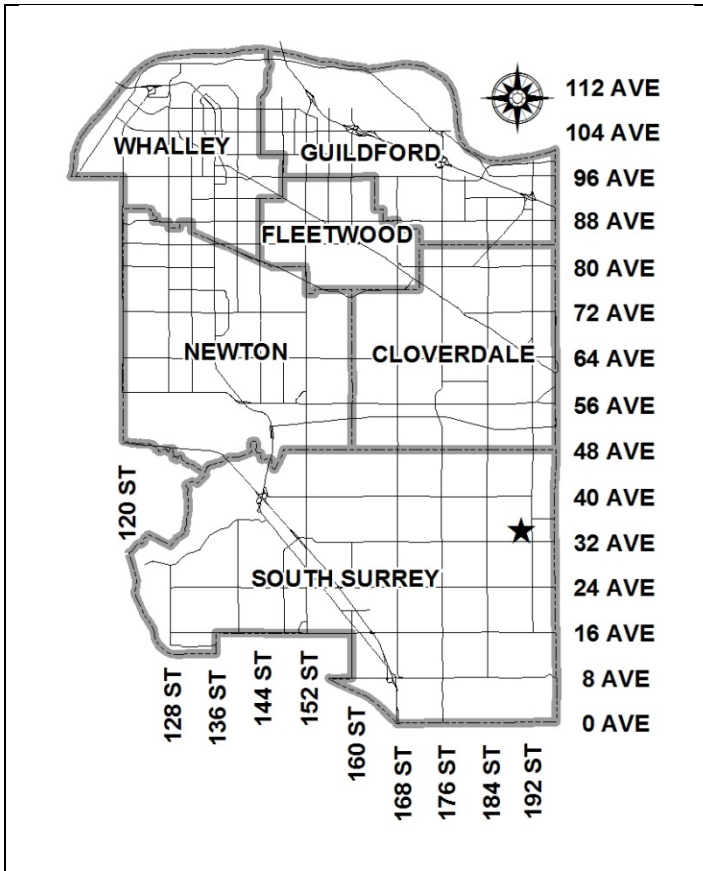 112 AVE
104 AVE
WHALLEY
GUILDFORD
96 AVE
88 AVE
FLEETWOOD
80 AVE
72 AVE
NEWTON
CLOVERDALE
64 AVE
56 AVE
48 AVE
40 AVE
120 ST
32 AVE
SOUTH SURREY
24 AVE
16 AVE
8 AVE
0 AVE
128 ST
136 ST
144 ST
152 ST
160 ST
168 ST
176 ST
184 ST
192 ST